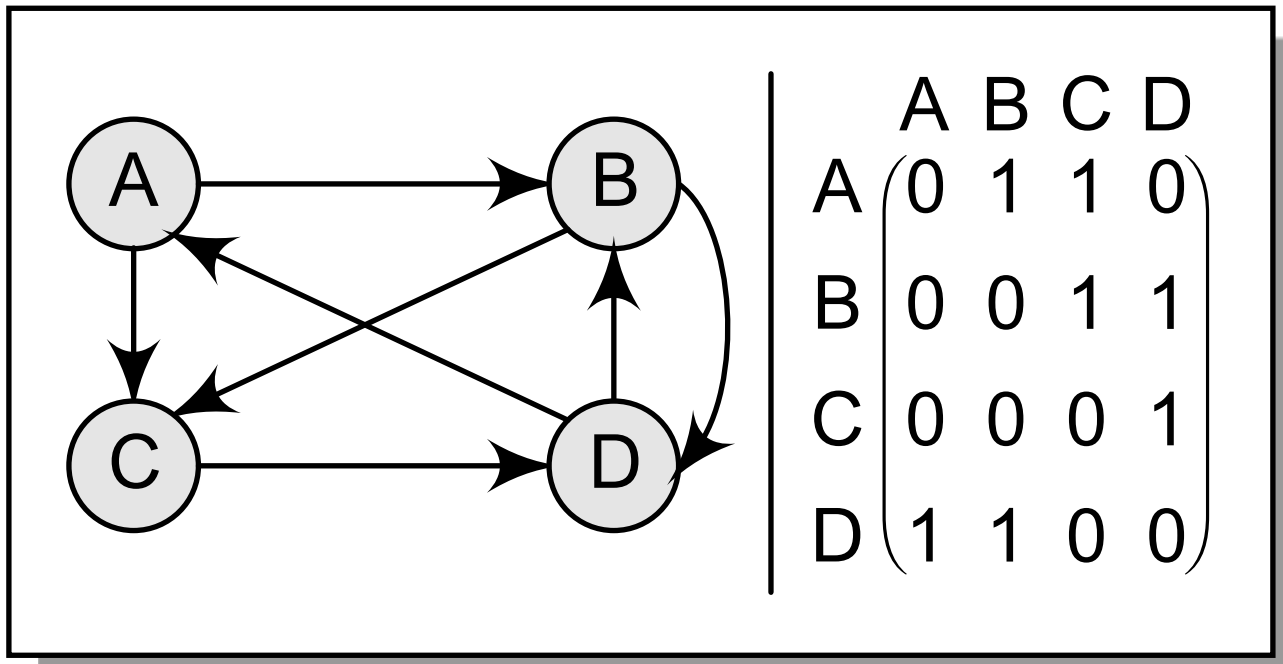 A B
C D
A B C D
A 0 1 1 0
B 0 0 1 1
C 0 0 0 1
D 1 1 0 0